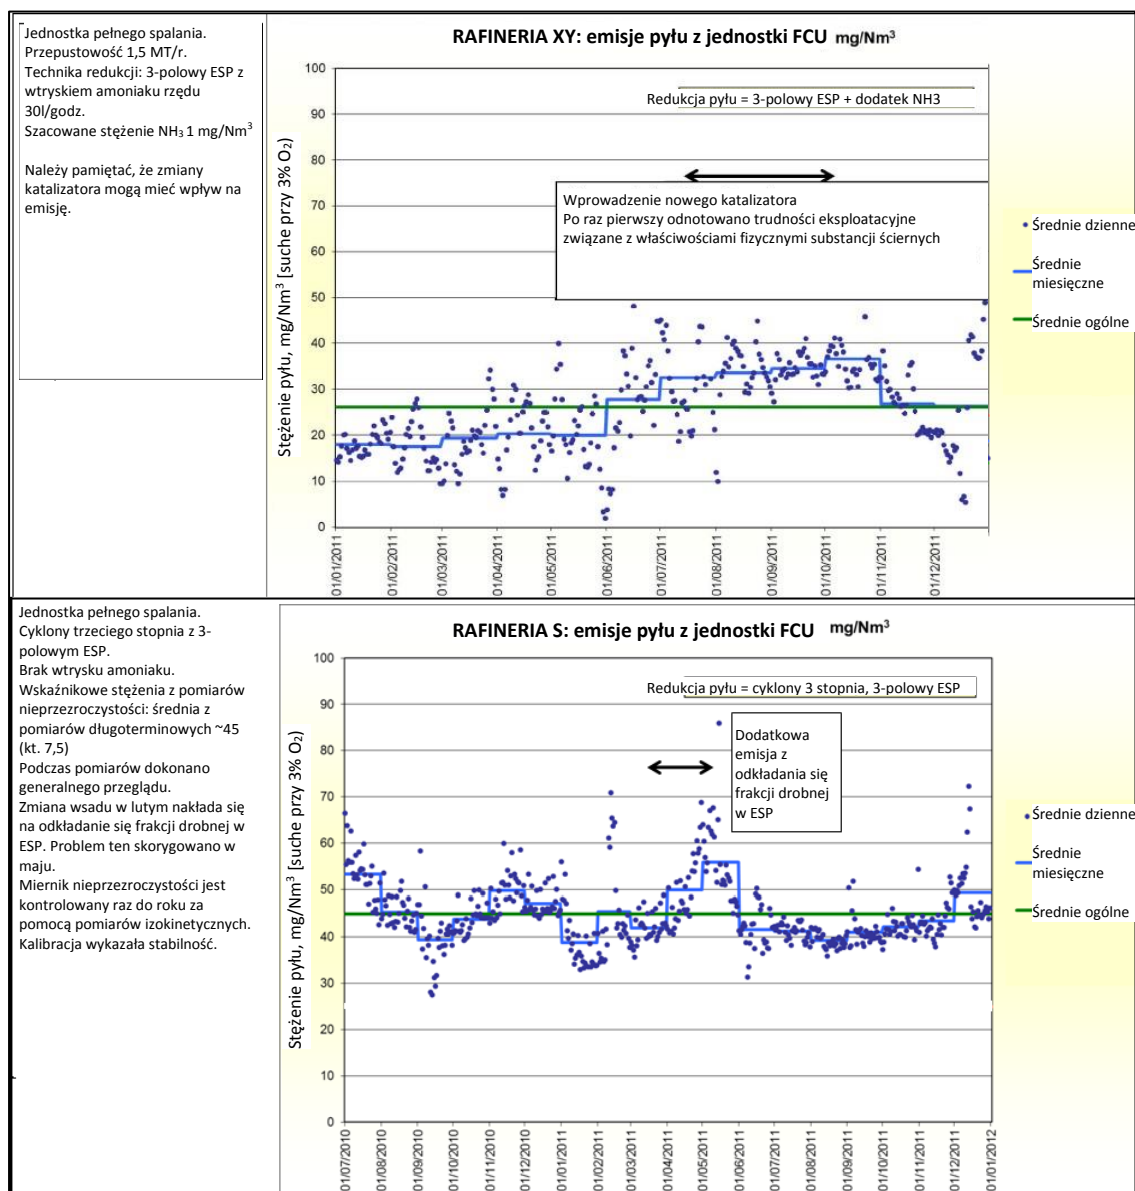 Jednostka pełnego spalania.
Przepustowość 1,5 MT/r.
Technika redukcji: 3-polowy ESP z
wtryskiem amoniaku rzędu
30l/godz.
Szacowane stężenie NH₃ 1 mg/Nm³
Należy pamiętać, że zmiany
katalizatora mogą mieć wpływ na
emisję.
RAFINERIA XY: emisje pyłu z jednostki FCU mg/Nm³
Stężenie pyłu, mg/Nm³ [suche przy 3% O₂)
100
90
80
70
60
50
40
30
20
10
0
Redukcja pyłu = 3-polowy ESP + dodatek NH3
Wprowadzenie nowego katalizatora
Po raz pierwszy odnotowano trudności eksploatacyjne
związane z właściwościami fizycznymi substancji ściernych
01/01/2011
01/02/2011
01/03/2011
01/04/2011
01/05/2011
01/06/2011
01/07/2011
01/08/2011
01/09/2011
01/10/2011
01/11/2011
01/12/2011
Średnie dzienne
Średnie
miesięczne
Średnie ogólne
Jednostka pełnego spalania.
Cyklony trzeciego stopnia z 3-
polowym ESP.
Brak wtrysku amoniaku.
Wskaźnikowe stężenia z pomiarów
nieprzezroczystości: średnia z
pomiarów długoterminowych ~45
(kt. 7,5)
Podczas pomiarów dokonano
generalnego przeglądu.
Zmiana wsadu w lutym nakłada się
na odkładanie się frakcji drobnej w
ESP. Problem ten skorygowano w
maju.
Miernik nieprzezroczystości jest
kontrolowany raz do roku za
pomocą pomiarów izokinetycznych.
Kalibracja wykazała stabilność.
RAFINERIA S: emisje pyłu z jednostki FCU mg/Nm³
Stężenie pyłu, mg/Nm³ [suche przy 3% O₂)
100
90
80
70
60
50
40
30
20
10
0
Redukcja pyłu = cyklony 3 stopnia, 3-polowy ESP
Dodatkowa
emisja z
odkładania się
frakcji drobnej
w ESP
01/07/2010
01/08/2010
01/09/2010
01/10/2010
01/11/2010
01/12/2010
01/01/2011
01/02/2011
01/03/2011
01/04/2011
01/05/2011
01/06/2011
01/07/2011
01/08/2011
01/09/2011
01/10/2011
01/11/2011
01/12/2011
01/01/2012
Średnie dzienne
Średnie
miesięczne
Średnie ogólne